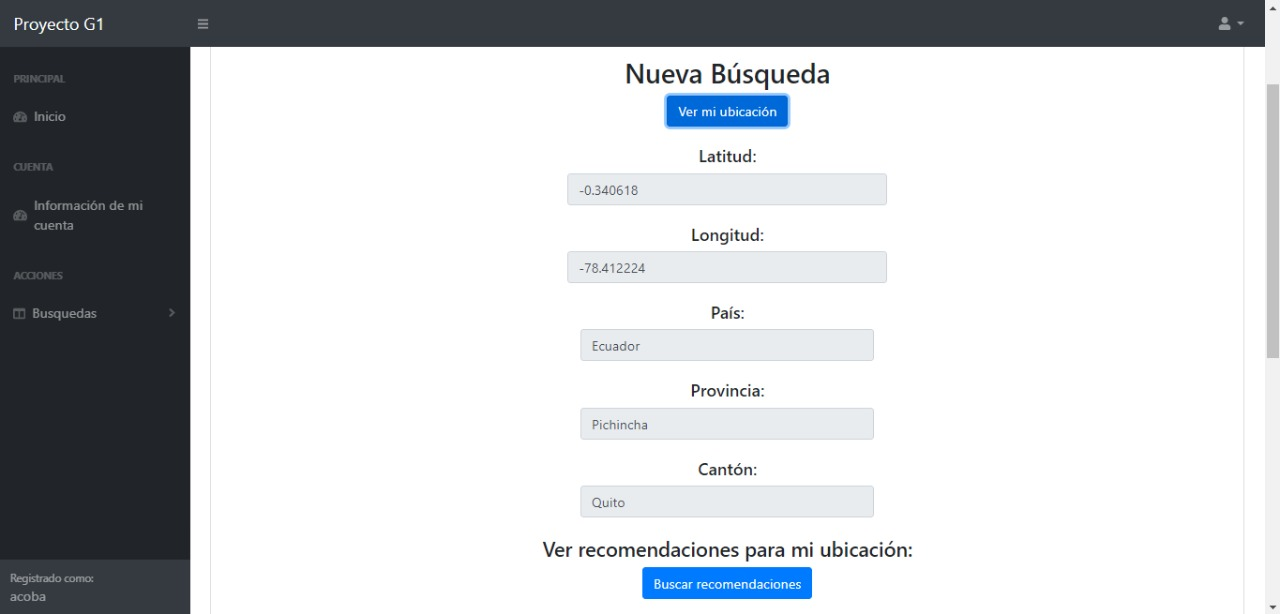 Proyecto G1
PRINCIPAL
Inicio
CUENTA
Información de mi
cuenta
ACCIONES
Busquedas
Registrado como:
acoba
Nueva Búsqueda
Ver mi ubicación
Latitud:
-0.340618
Longitud:
-78.412224
País:
Ecuador
Provincia:
Pichincha
Cantón:
Quito
Ver recomendaciones para mi ubicación:
Buscar recomendaciones